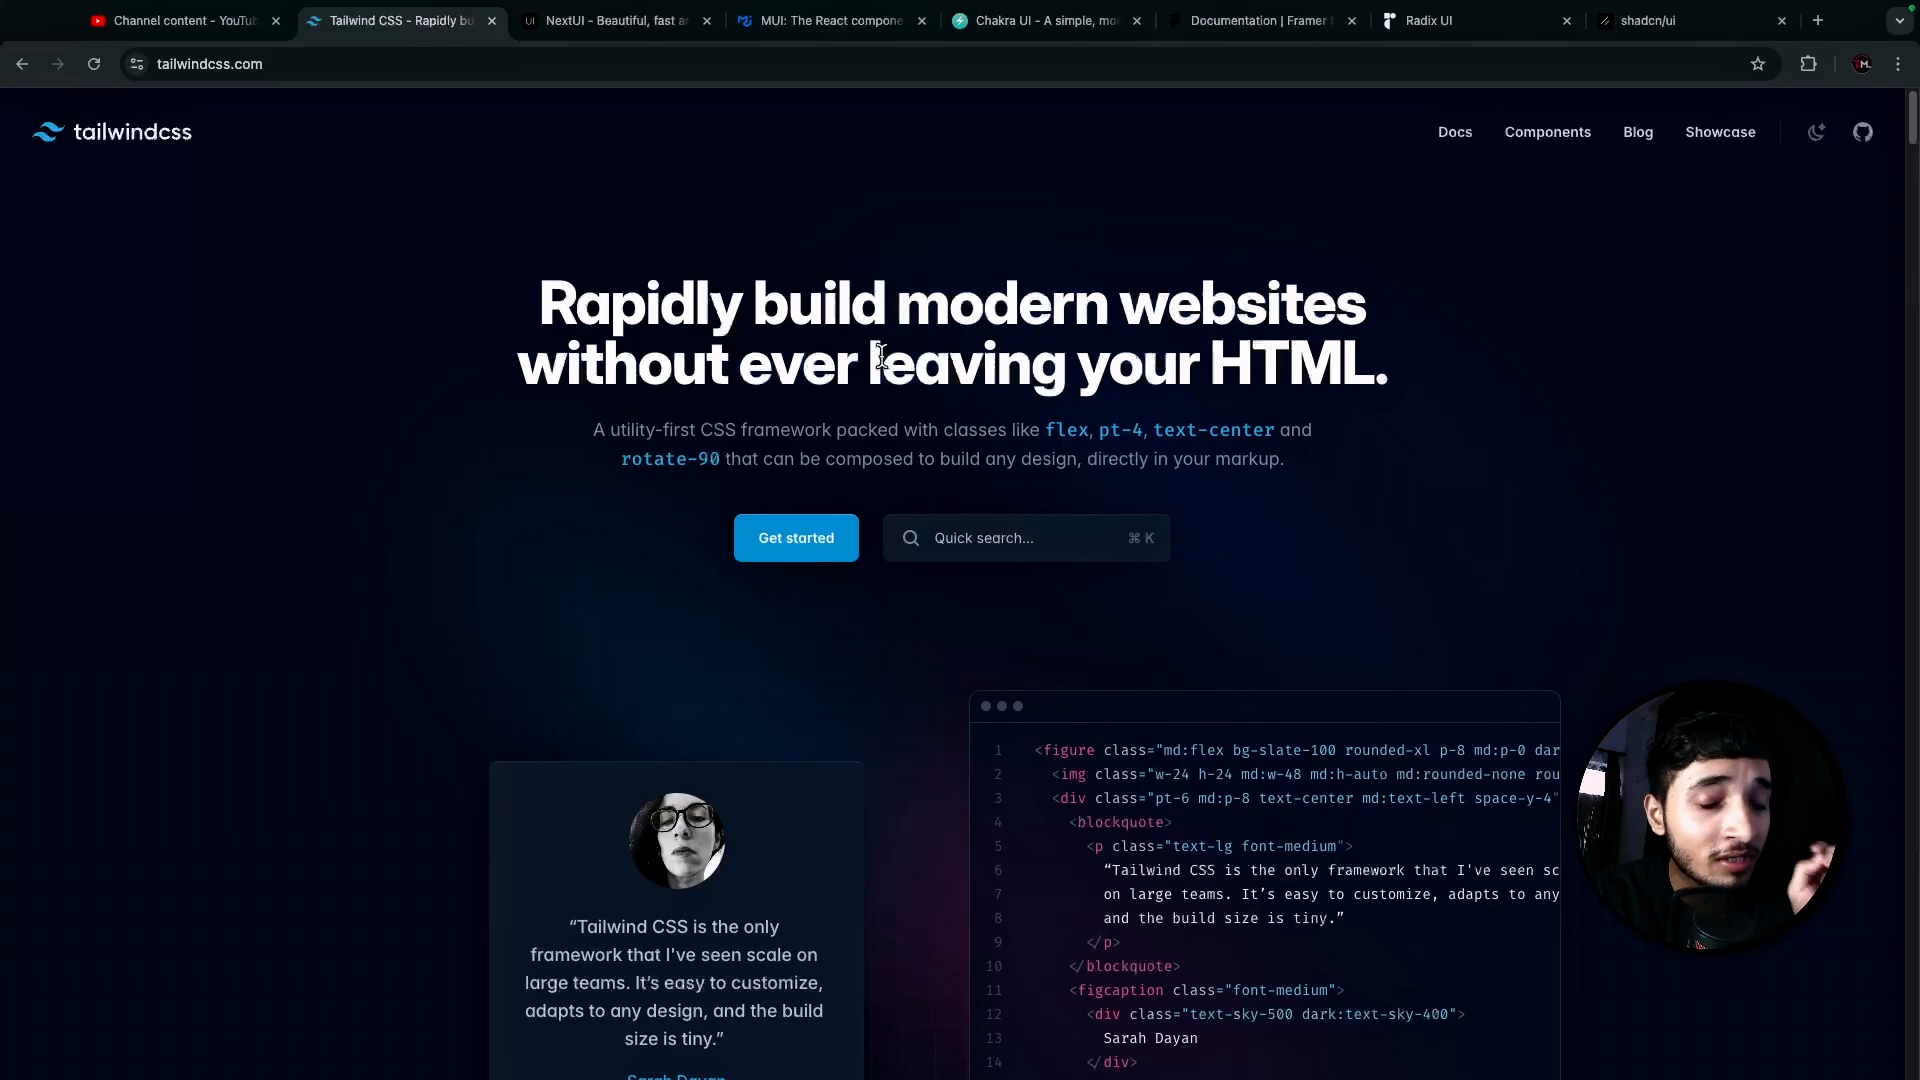 Channel content - YouTub
Tailwind CSS - Rapidly bu
NextUI - Beautiful, fast a
MUI: The React compone
Chakra UI - A simple, mo
Documentation | Framer
Radix UI
shadcn/ui
tailwindcss.com
tailwindcss
Docs
Components
Blog
Showcase
Rapidly build modern websites
without ever leaving your HTML.
A utility-first CSS framework packed with classes like flex, pt-4, text-center and
rotate-90 that can be composed to build any design, directly in your markup.
Get started
Quick search...
⌘ K
“Tailwind CSS is the only
framework that I've seen scale on
large teams. It’s easy to customize,
adapts to any design, and the build
size is tiny.”
Sarah Dayan
1 <figure class="md:flex bg-slate-100 rounded-xl p-8 md:p-0 dar
2 <img class="w-24 h-24 md:w-48 md:h-auto md:rounded-none rou
3 <div class="pt-6 md:p-8 text-center md:text-left space-y-4"
4 <blockquote>
5 <p class="text-lg font-medium">
6 “Tailwind CSS is the only framework that I've seen sc
7 on large teams. It’s easy to customize, adapts to any
8 and the build size is tiny.”
9 </p>
10 </blockquote>
11 <figcaption class="font-medium">
12 <div class="text-sky-500 dark:text-sky-400">
13 Sarah Dayan
14 </div>